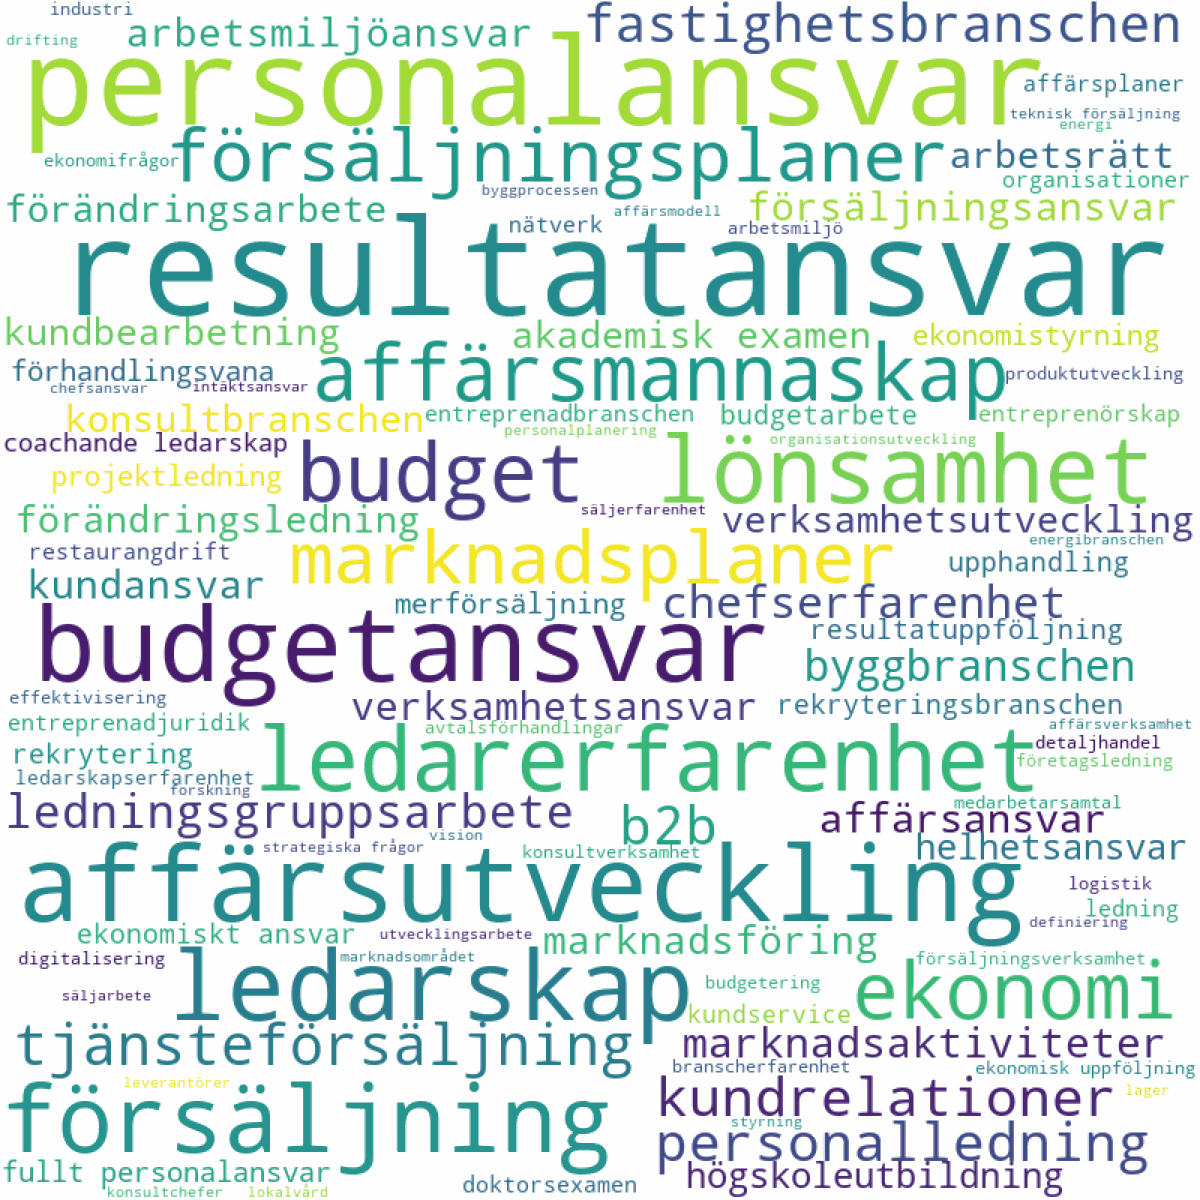 industri
fastighetsbranschen
arbetsmiljöansvar
drifting
personalansvar
affärsplaner
teknisk försäljning
energi
försäljningsplaner
arbetsrätt
ekonomifrågor
organisationer
byggprocessen
förändringsarbete
nätverk
affärsmodell
försäljningsansvar
arbetsmiljö
resultatansvar
kundbearbetning
akademisk examen
ekonomistyrning
förhandlingsvana
affärsmannaskap
produktutveckling
chefsansvar
intäktsansvar
konsultbranschen
entreprenadbranschen
budgetarbete
entreprenörskap
personalplanering
organisationsutveckling
coachande ledarskap
budget
lönsamhet
projektledning
säljerfarenhet
förändringsledning
verksamhetsutveckling
energibranschen
restaurangdrift
marknadsplaner
upphandling
kundansvar
merförsäljning
chefserfarenhet
budgetansvar
resultatuppföljning
byggbranschen
effektivisering
verksamhetsansvar
rekryteringsbranschen
entreprenadjuridik
avtalsförhandlingar
affärsverksamhet
rekrytering
ledarerfarenhet
detaljhandel
företagsledning
ledarskapserfarenhet
forskning
ledningsgruppsarbete
b2b
medarbetarsamtal
affärsansvar
vision
strategiska frågor
konsultverksamhet
helhetsansvar
affärsutveckling
logistik
ledning
definiering
ekonomiskt ansvar
utvecklingsarbete
marknadsföring
digitalisering
marknadsområdet
försäljningsverksamhet
ledarskap
budgetering
ekonomi
säljarbete
kundservice
tjänsteförsäljning
marknadsaktiviteter
branscherfarenhet
ekonomisk uppföljning
leverantörer
försäljning
kundrelationer
lager
styrning
personalledning
fullt personalansvar
högskoleutbildning
doktorsexamen
konsultchefer
lokalvård